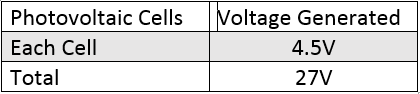 Photovoltaic Cells Voltage Generated
Each Cell 4.5V
Total 27V